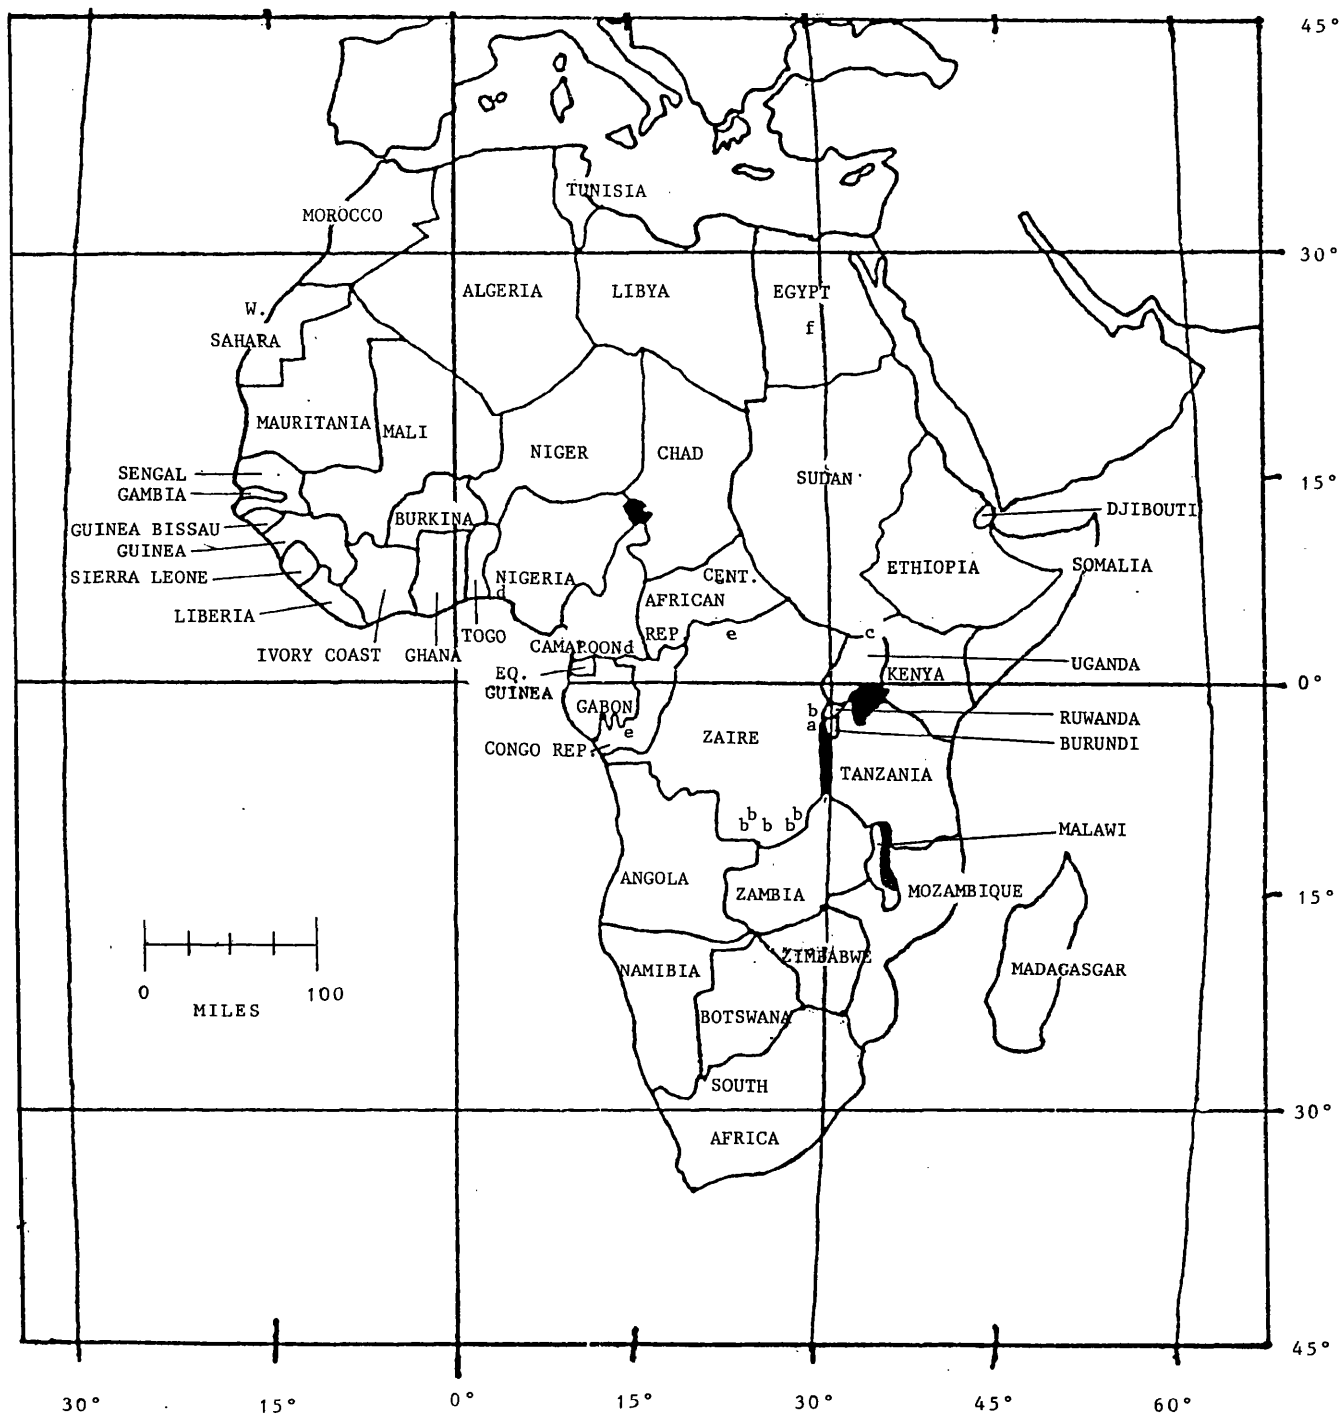 45°
TUNISIA
MOROCCO
30°
ALGERIA
LIBYA
EGYPT
W.
SAHARA
f
MAURITANIA
MALI
NIGER
CHAD
SUDAN
SENGAL
15°
GAMBIA
DJIBOUTI
BURKINA
GUINEA BISSAU
GUINEA
SOMALIA
ETHIOPIA
SIERRA LEONE
NIGERIA
CENT.
d
AFRICAN
LIBERIA
TOGO
REP.
e
c
IVORY COAST
GHANA
CAMAROON
d
UGANDA
EQ.
GUINEA
KENYA
0°
GABON
b
RUWANDA
a
e
ZAIRE
BURUNDI
CONGO REP.
TANZANIA
b b b b b
MALAWI
ANGOLA
ZAMBIA
MOZAMBIQUE
15°
ZIMBABWE
NAMIBIA
MADAGASGAR
0 100
MILES
BOTSWANA
SOUTH
30°
AFRICA
45°
30° 15° 0° 15° 30° 45° 60°